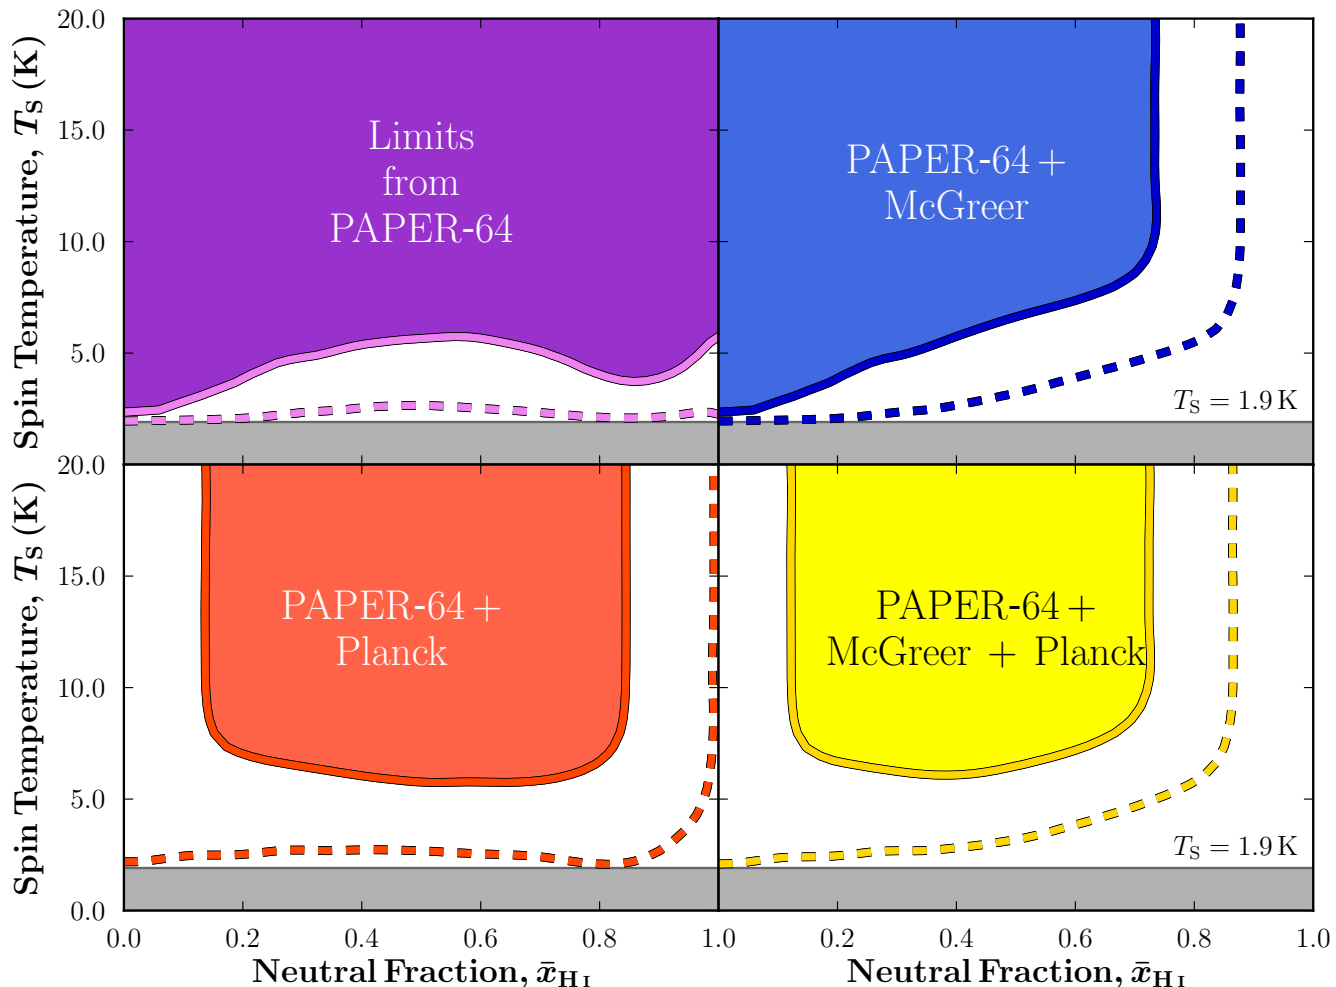 20.0
15.0
10.0
5.0
Spin Temperature, T_S (K)
Limits
from
PAPER-64
PAPER-64 +
McGreer
T_S = 1.9 K
20.0
15.0
10.0
5.0
0.0
Spin Temperature, T_S (K)
PAPER-64 +
Planck
PAPER-64 +
McGreer + Planck
T_S = 1.9 K
0.0 0.2 0.4 0.6 0.8 1.0 0.2 0.4 0.6 0.8 1.0
Neutral Fraction, x̄_HI
Neutral Fraction, x̄_HI